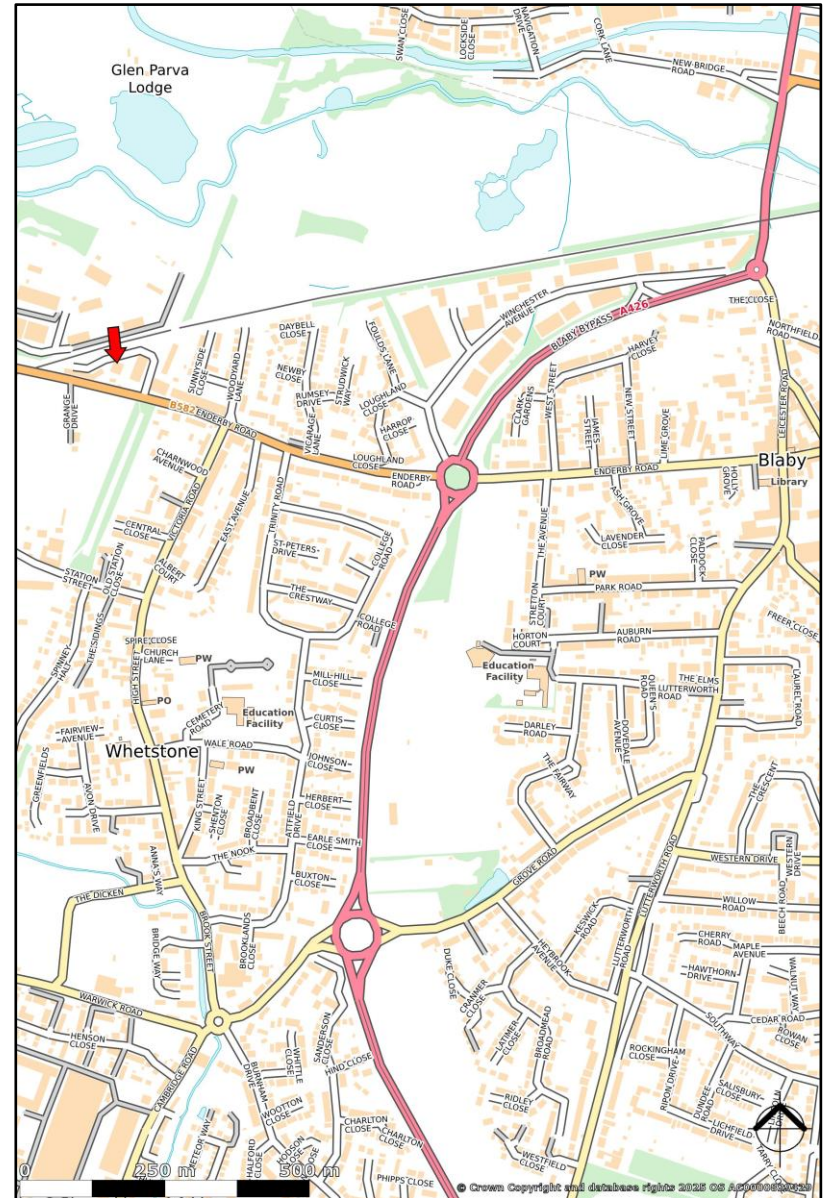 SWAN CLOSE
LOCKSIDE
CLOSE
NAVIGATION
DRIVE
CORK LANE
NEW BRIDGE
ROAD
Glen Parva
Lodge
WINCHESTER
AVENUE
BLABY BYPASS
A426
THE CLOSE
NORTHFIELD
ROAD
LEICESTER ROAD
DAYBELL
CLOSE
FOULDS LANE
SUNNYSIDE
CLOSE
WOODYARD
LANE
NEWBY
CLOSE
RUMSEY
DRIVE
STRUDWICK
WAY
VICARAGE
LANE
LOUGHLAND
CLOSE
HARROP
CLOSE
LOUGHLAND
CLOSE
HARVEY
CLOSE
CLARK
GARDENS
WEST STREET
JAMES
STREET
NEW STREET
LIME GROVE
GRANGE
DRIVE
B582
ENDERBY ROAD
ENDERBY
ROAD
ENDERBY ROAD
Blaby
Library
HOLLY
GROVE
CHARNWOOD
AVENUE
VICTORIA ROAD
EAST AVENUE
TRINITY ROAD
ASH GROVE
LAVENDER
CLOSE
PADDOCK
CLOSE
THE AVENUE
CENTRAL
CLOSE
ALBERT
COURT
ST-PETERS-
DRIVE
COLLEGE
ROAD
STATION
STREET
OLD STATION
CLOSE
THE
CRESTWAY
COLLEGE
ROAD
STRETTON
COURT
PW
PARK ROAD
FREER CLOSE
HORTON
COURT
AUBURN
ROAD
SPINNEY
HALT
THE SIDINGS
SPIRE CLOSE
CHURCH
LANE
PW
HIGH STREET
PO
MILL HILL
CLOSE
Education
Facility
THE ELMS
LUTTERWORTH
ROAD
QUEEN'S
ROAD
LAUREL ROAD
CEMETERY
ROAD
Education
Facility
CURTIS
CLOSE
DARLEY
ROAD
DOVEDALE
AVENUE
FAIRVIEW
AVENUE
Whetstone
WALE ROAD
PW
JOHNSON
CLOSE
THE FAIRWAY
GREENFIELDS
AVON DRIVE
KING STREET
SHENTON
CLOSE
BROADBENT
CLOSE
ATTFIELD
DRIVE
HERBERT
CLOSE
EARLE SMITH
CLOSE
THE
CRESCENT
ANNA'S WAY
THE NOOK
BUXTON
CLOSE
GROVE ROAD
LUTTERWORTH ROAD
WESTERN DRIVE
WESTERN
DRIVE
THE DICKEN
BROOK STREET
BROOKLANDS
CLOSE
BRIDGE WAY
KESWICK
ROAD
HEYBROOK
AVENUE
LUTTERWORTH
ROAD
WILLOW
ROAD
BEECH ROAD
CHERRY
ROAD
MAPLE
AVENUE
HAWTHORN
DRIVE
WALNUT WAY
DUKE CLOSE
CRANMER
CLOSE
LATIMER
CLOSE
BROADMEAD
ROAD
WARWICK ROAD
HENSON
CLOSE
CAMBRIDGE ROAD
SANDERSON
CLOSE
HIND CLOSE
WHITTLE
CLOSE
BURNHAM
DRIVE
WOOTTON
CLOSE
SOUTHWAY
CEDAR ROAD
ROWAN
CLOSE
ROCKINGHAM
CLOSE
RIPON DRIVE
DUNDEE
ROAD
SALISBURY
CLOSE
LICHFIELD
DRIVE
RIDLEY
CLOSE
WESTFIELD
CLOSE
CHARLTON
CLOSE
CHARLTON
CLOSE
PHIPPS CLOSE
METEOR WAY
HALFORD
CLOSE
TARRY CLOSE
0 250 m 500 m
© Crown Copyright and database rights 2025 OS